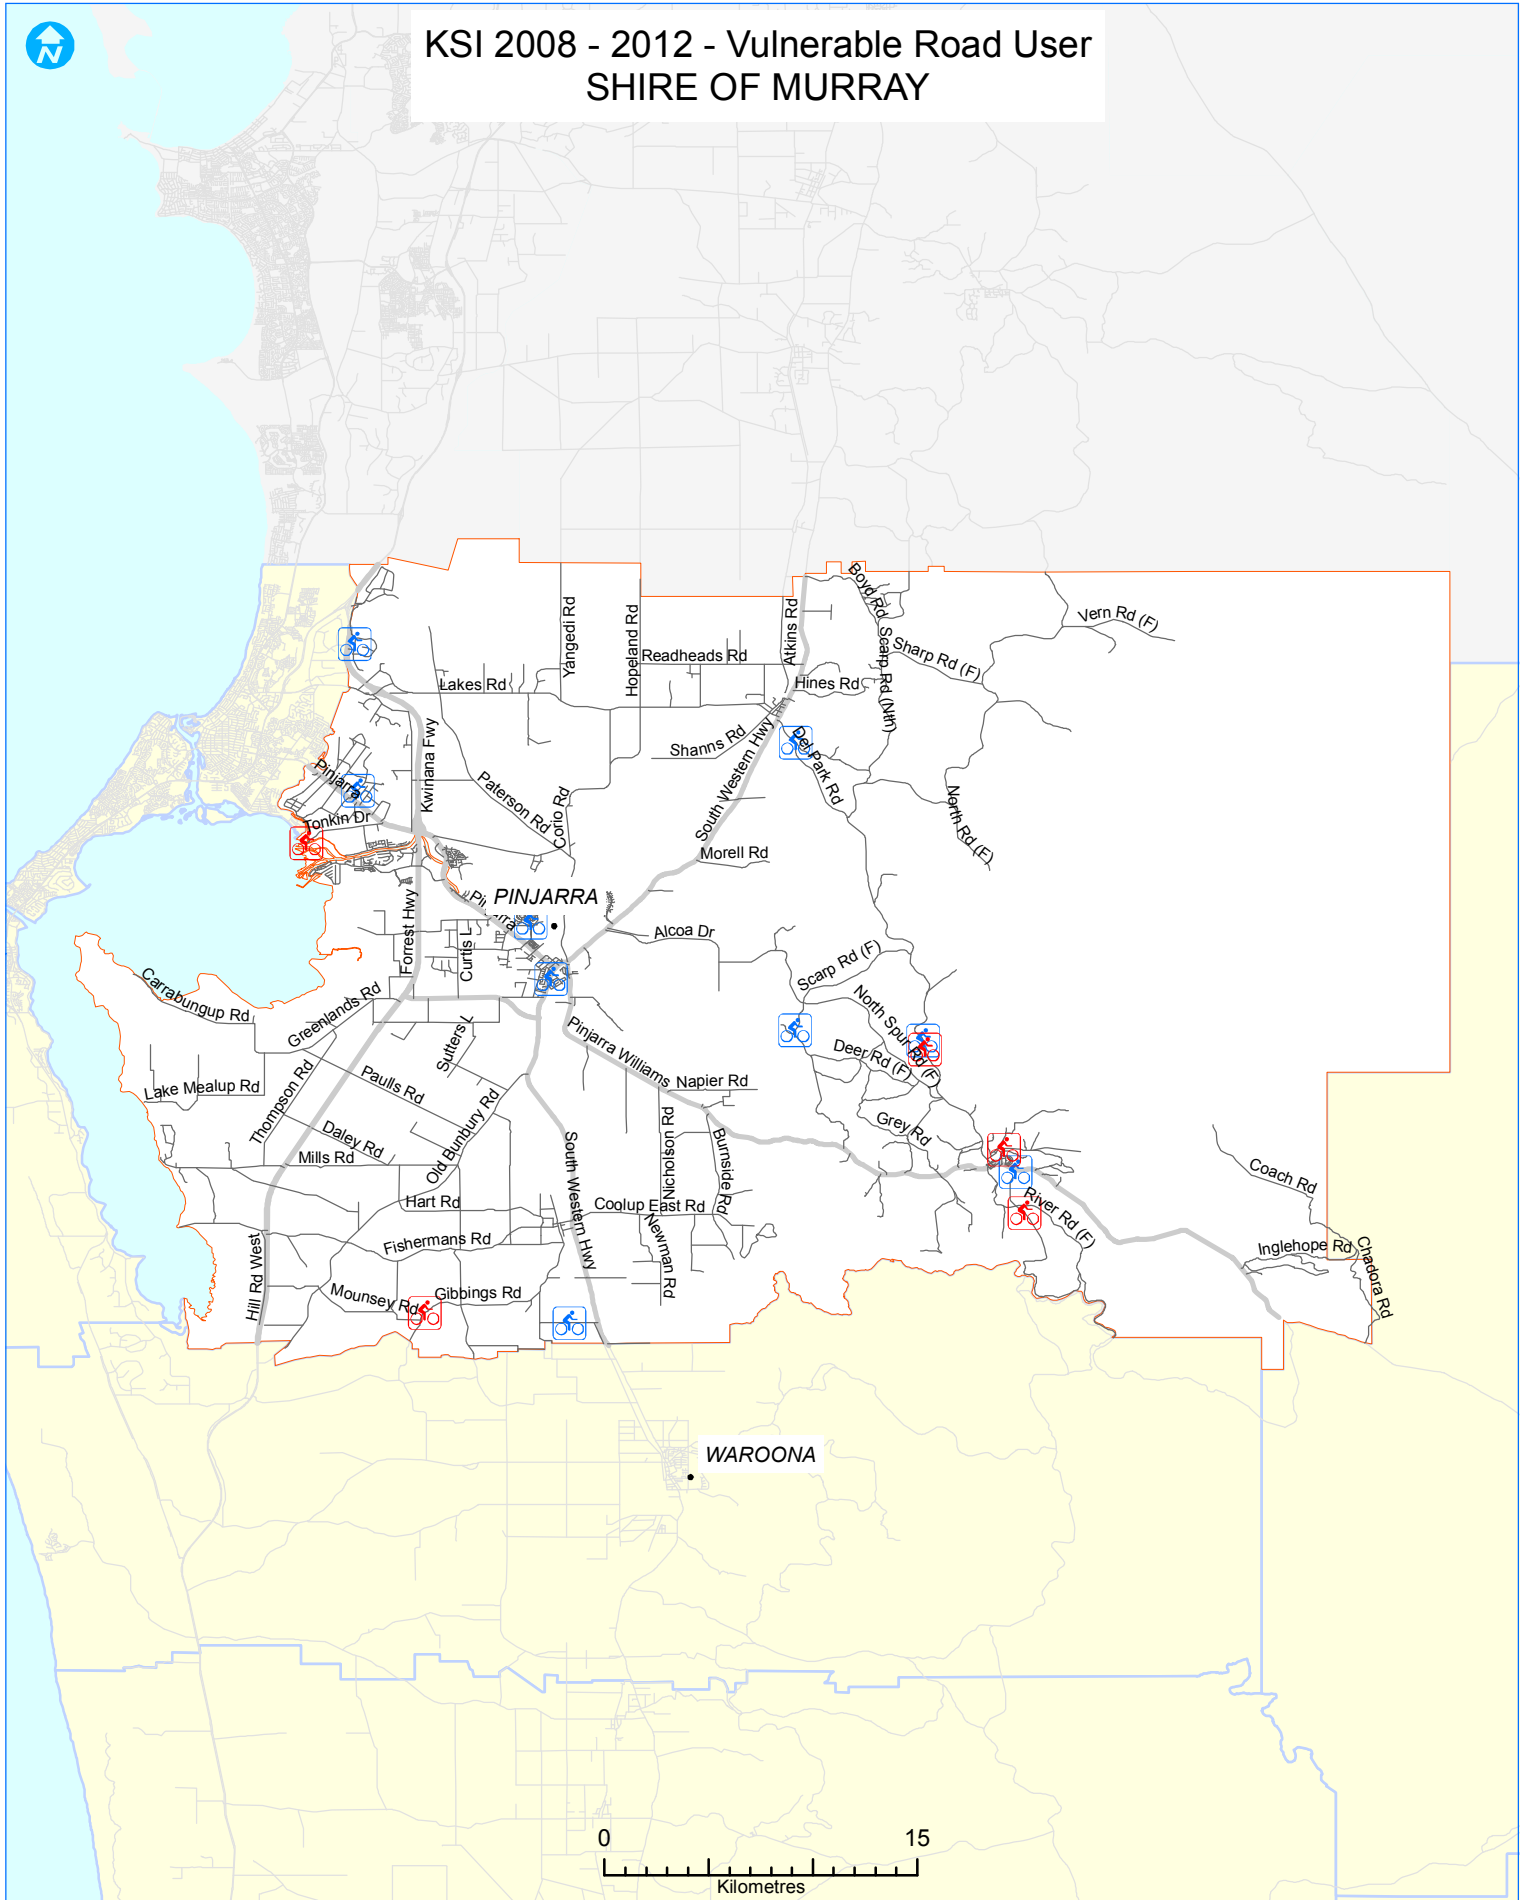 N
KSI 2008 - 2012 - Vulnerable Road User
SHIRE OF MURRAY
Boyd Rd
Yangedi Rd
Hopeland Rd
Atkins Rd
Vern Rd (F)
Scarp Rd (Nth)
Sharp Rd (F)
Readheads Rd
Lakes Rd
Hines Rd
Kwinana Fwy
Shanns Rd
South Western Hwy
Del Park Rd
Pinjarra
Paterson Rd
Corio Rd
North Rd (F)
Tonkin Dr
Morell Rd
PINJARRA
Forrest Hwy
Curtis L
Alcoa Dr
Scarp Rd (F)
Carrabungup Rd
Greenlands Rd
North Spur Rd (F)
Sutters L
Pinjarra Williams
Deer Rd (F)
Lake Mealup Rd
Thompson Rd
Paulls Rd
Napier Rd
Old Bunbury Rd
Daley Rd
Nicholson Rd
Burnside Rd
Grey Rd
Mills Rd
South Western Hwy
Coach Rd
Hart Rd
Coolup East Rd
River Rd (F)
Newman Rd
Hill Rd West
Fishermans Rd
Inglehope Rd
Chadora Rd
Mounsey Rd
Gibbings Rd
WAROONA
0 15
Kilometres